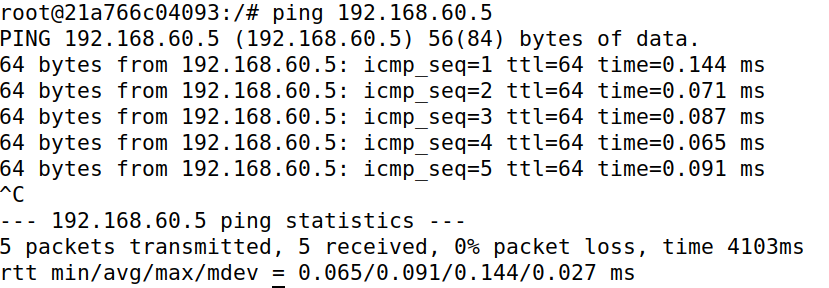 root@21a766c04093:/# ping 192.168.60.5
PING 192.168.60.5 (192.168.60.5) 56(84) bytes of data.
64 bytes from 192.168.60.5: icmp_seq=1 ttl=64 time=0.144 ms
64 bytes from 192.168.60.5: icmp_seq=2 ttl=64 time=0.071 ms
64 bytes from 192.168.60.5: icmp_seq=3 ttl=64 time=0.087 ms
64 bytes from 192.168.60.5: icmp_seq=4 ttl=64 time=0.065 ms
64 bytes from 192.168.60.5: icmp_seq=5 ttl=64 time=0.091 ms
^C
--- 192.168.60.5 ping statistics ---
5 packets transmitted, 5 received, 0% packet loss, time 4103ms
rtt min/avg/max/mdev = 0.065/0.091/0.144/0.027 ms